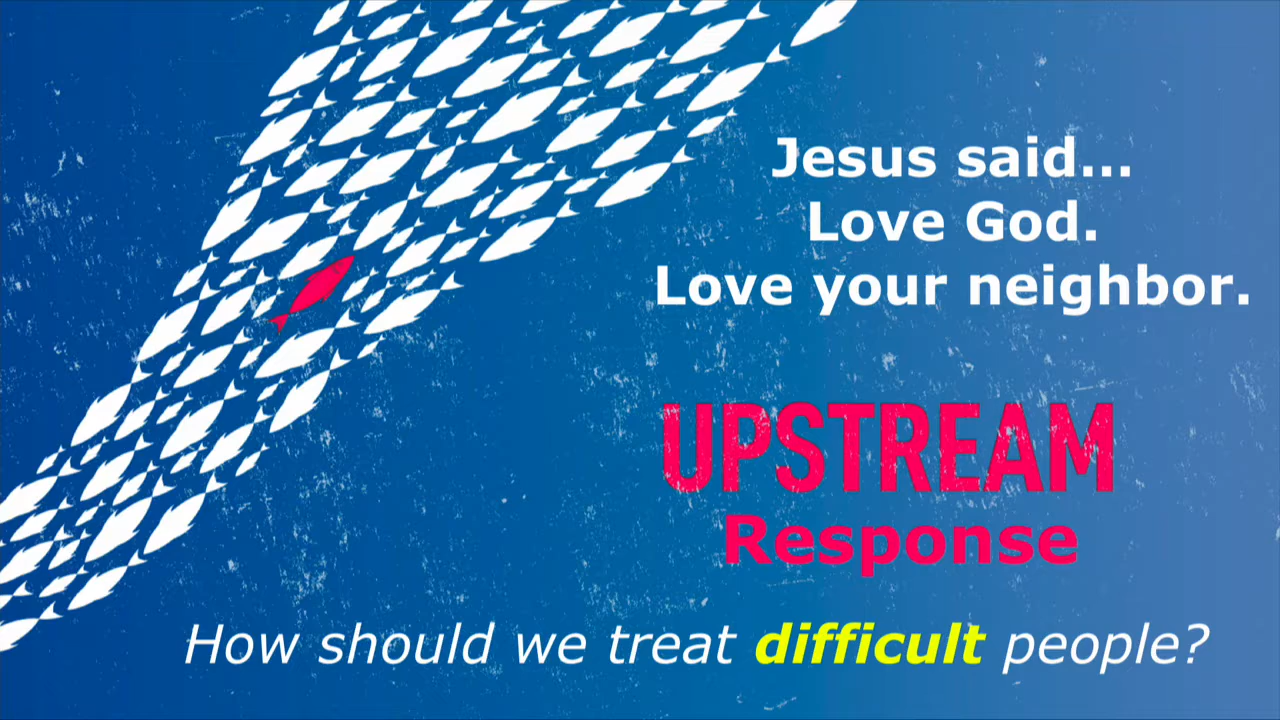 Jesus said...
Love God.
Love your neighbor.
UPSTREAM
Response
How should we treat difficult people?